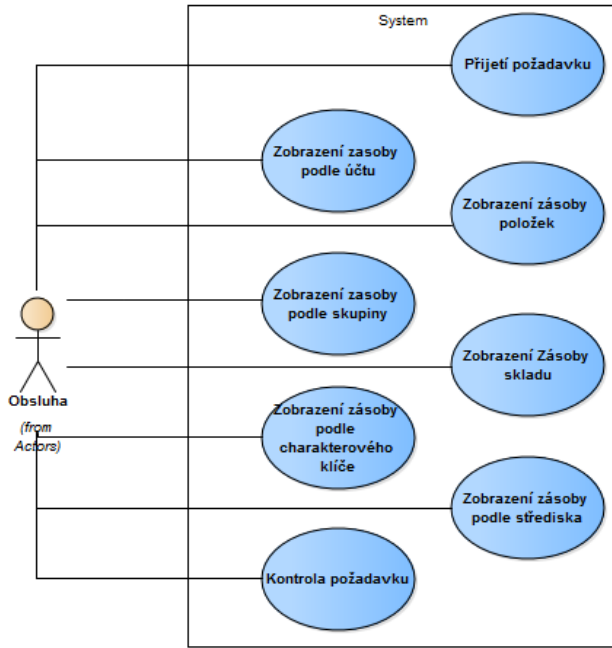 System
Přijetí požadavku
Zobrazení zasoby
podle účtu
Zobrazení zásoby
položek
Zobrazení zasoby
podle skupiny
Zobrazení Zásoby
skladu
Obsluha
(from
Actors)
Zobrazení zásoby
podle
charakterového
klíče
Zobrazení zásoby
podle střediska
Kontrola požadavku